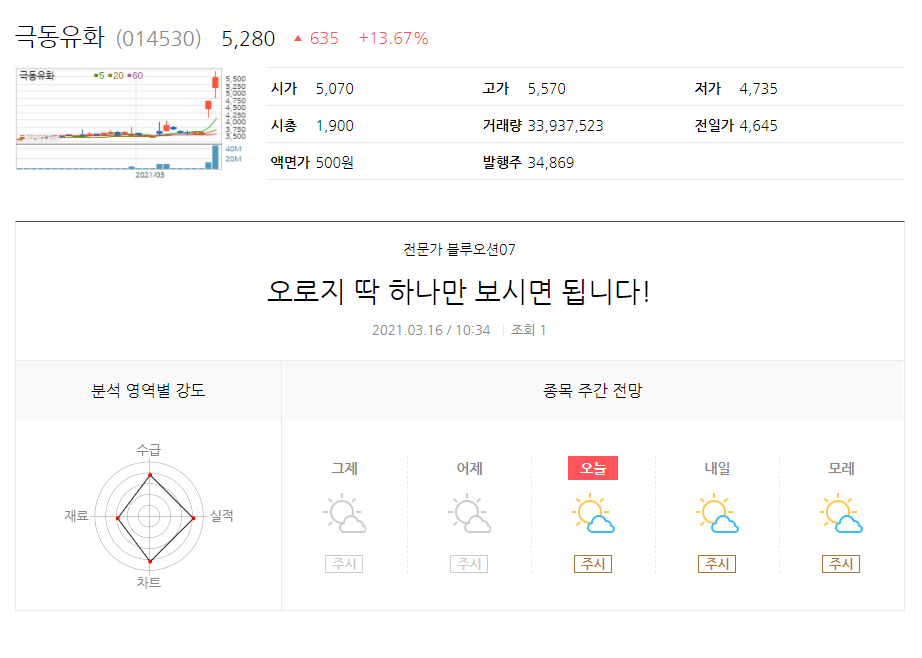 극동유화 (014530) 5,280 ▲ 635 +13.67%
극동유화 ■5 ■20 ■60
5,500
5,250
5,000
4,750
4,500
4,250
4,000
3,750
3,500
40M
20M
2021/03
시가 5,070 고가 5,570 저가 4,735
시총 1,900 거래량 33,937,523 전일가 4,645
액면가 500원 발행주 34,869
전문가 블루오션07
오로지 딱 하나만 보시면 됩니다!
2021.03.16 / 10:34 조회 1
분석 영역별 강도 종목 주간 전망
수급
재료 실적
차트
그제 어제 오늘 내일 모레
주시 주시 주시 주시 주시